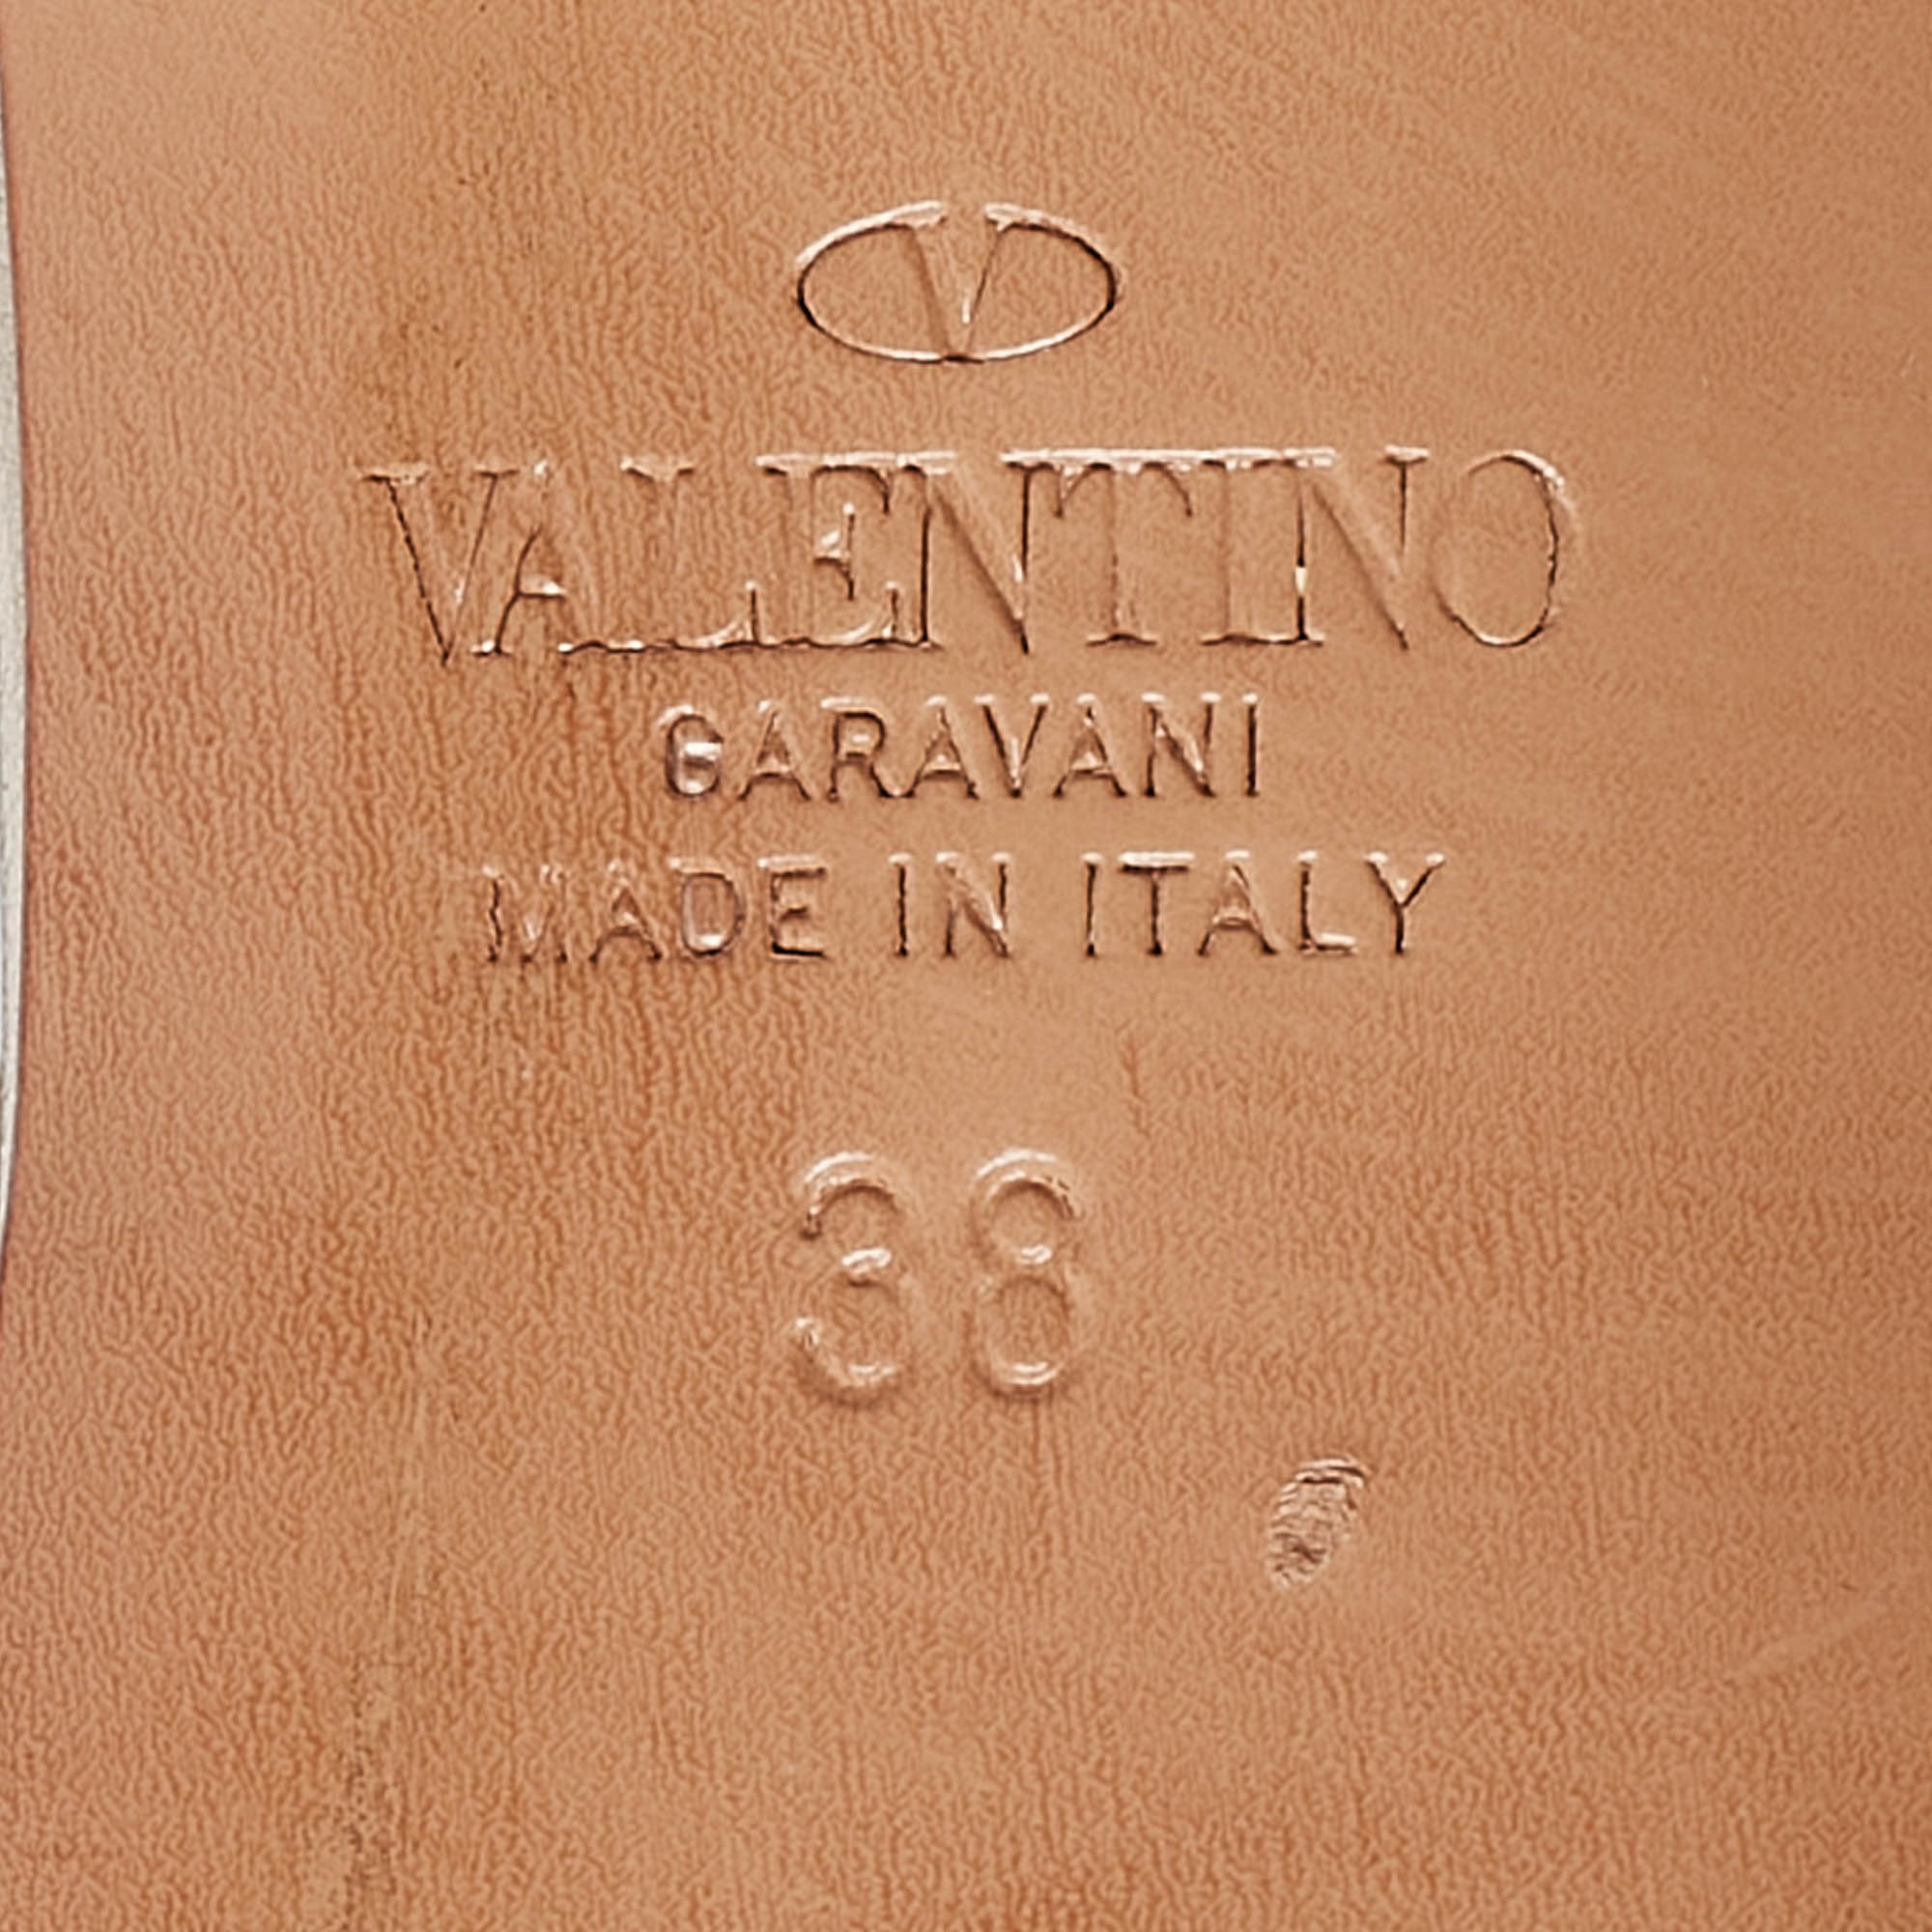 V
VALENTINO
GARAVANI
MADE IN ITALY
38